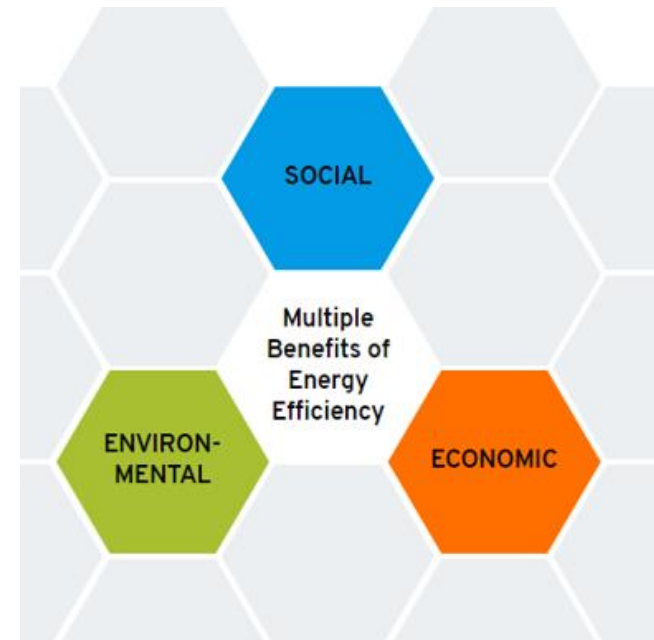 SOCIAL
Multiple
Benefits of
Energy
Efficiency
ENVIRON-
MENTAL
ECONOMIC